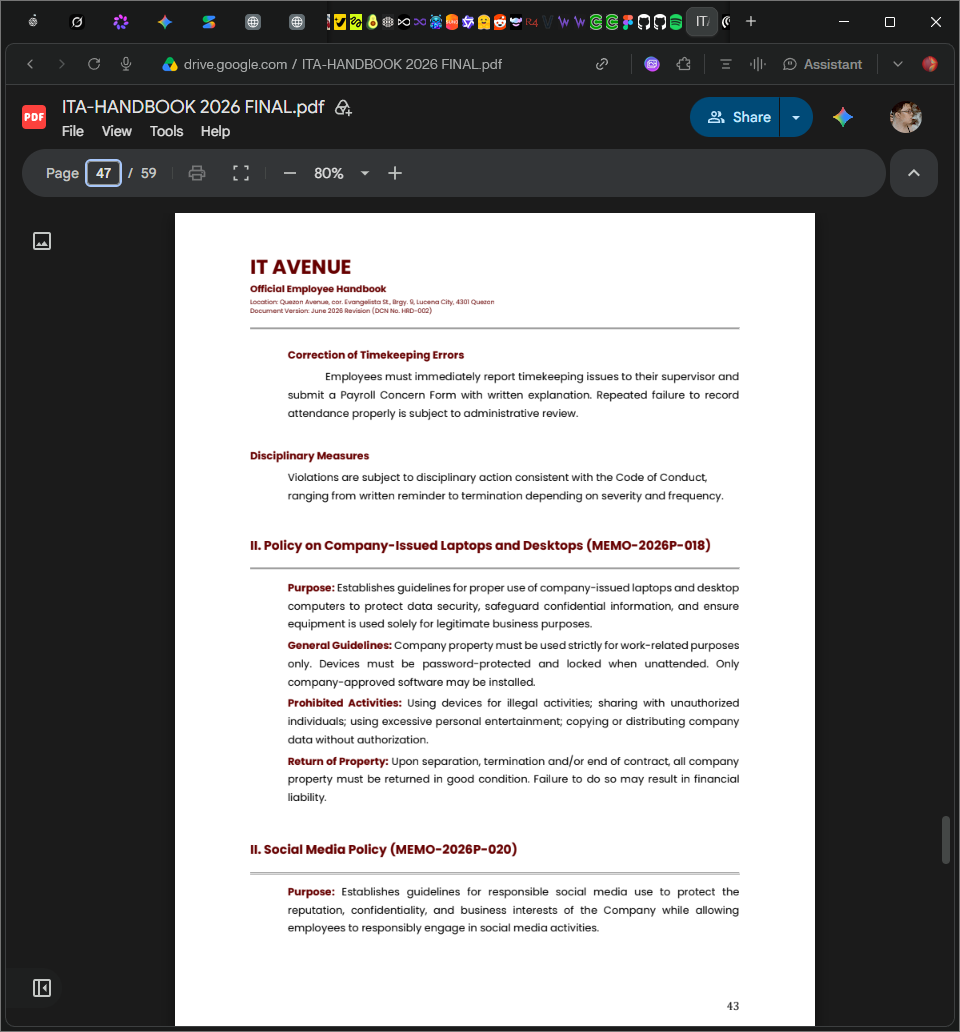 drive.google.com / ITA-HANDBOOK 2026 FINAL.pdf
Assistant
PDF
ITA-HANDBOOK 2026 FINAL.pdf
File View Tools Help
Share
Page 47 / 59
80%
IT AVENUE
Official Employee Handbook
Location: Quezon Avenue, cor. Evangelista St., Brgy. 9, Lucena City, 4301 Quezon
Document Version: June 2026 Revision (DCN No. HRD-002)
Correction of Timekeeping Errors
Employees must immediately report timekeeping issues to their supervisor and
submit a Payroll Concern Form with written explanation. Repeated failure to record
attendance properly is subject to administrative review.
Disciplinary Measures
Violations are subject to disciplinary action consistent with the Code of Conduct,
ranging from written reminder to termination depending on severity and frequency.
II. Policy on Company-Issued Laptops and Desktops (MEMO-2026P-018)
Purpose: Establishes guidelines for proper use of company-issued laptops and desktop
computers to protect data security, safeguard confidential information, and ensure
equipment is used solely for legitimate business purposes.
General Guidelines: Company property must be used strictly for work-related purposes
only. Devices must be password-protected and locked when unattended. Only
company-approved software may be installed.
Prohibited Activities: Using devices for illegal activities; sharing with unauthorized
individuals; using excessive personal entertainment; copying or distributing company
data without authorization.
Return of Property: Upon separation, termination and/or end of contract, all company
property must be returned in good condition. Failure to do so may result in financial
liability.
II. Social Media Policy (MEMO-2026P-020)
Purpose: Establishes guidelines for responsible social media use to protect the
reputation, confidentiality, and business interests of the Company while allowing
employees to responsibly engage in social media activities.
43